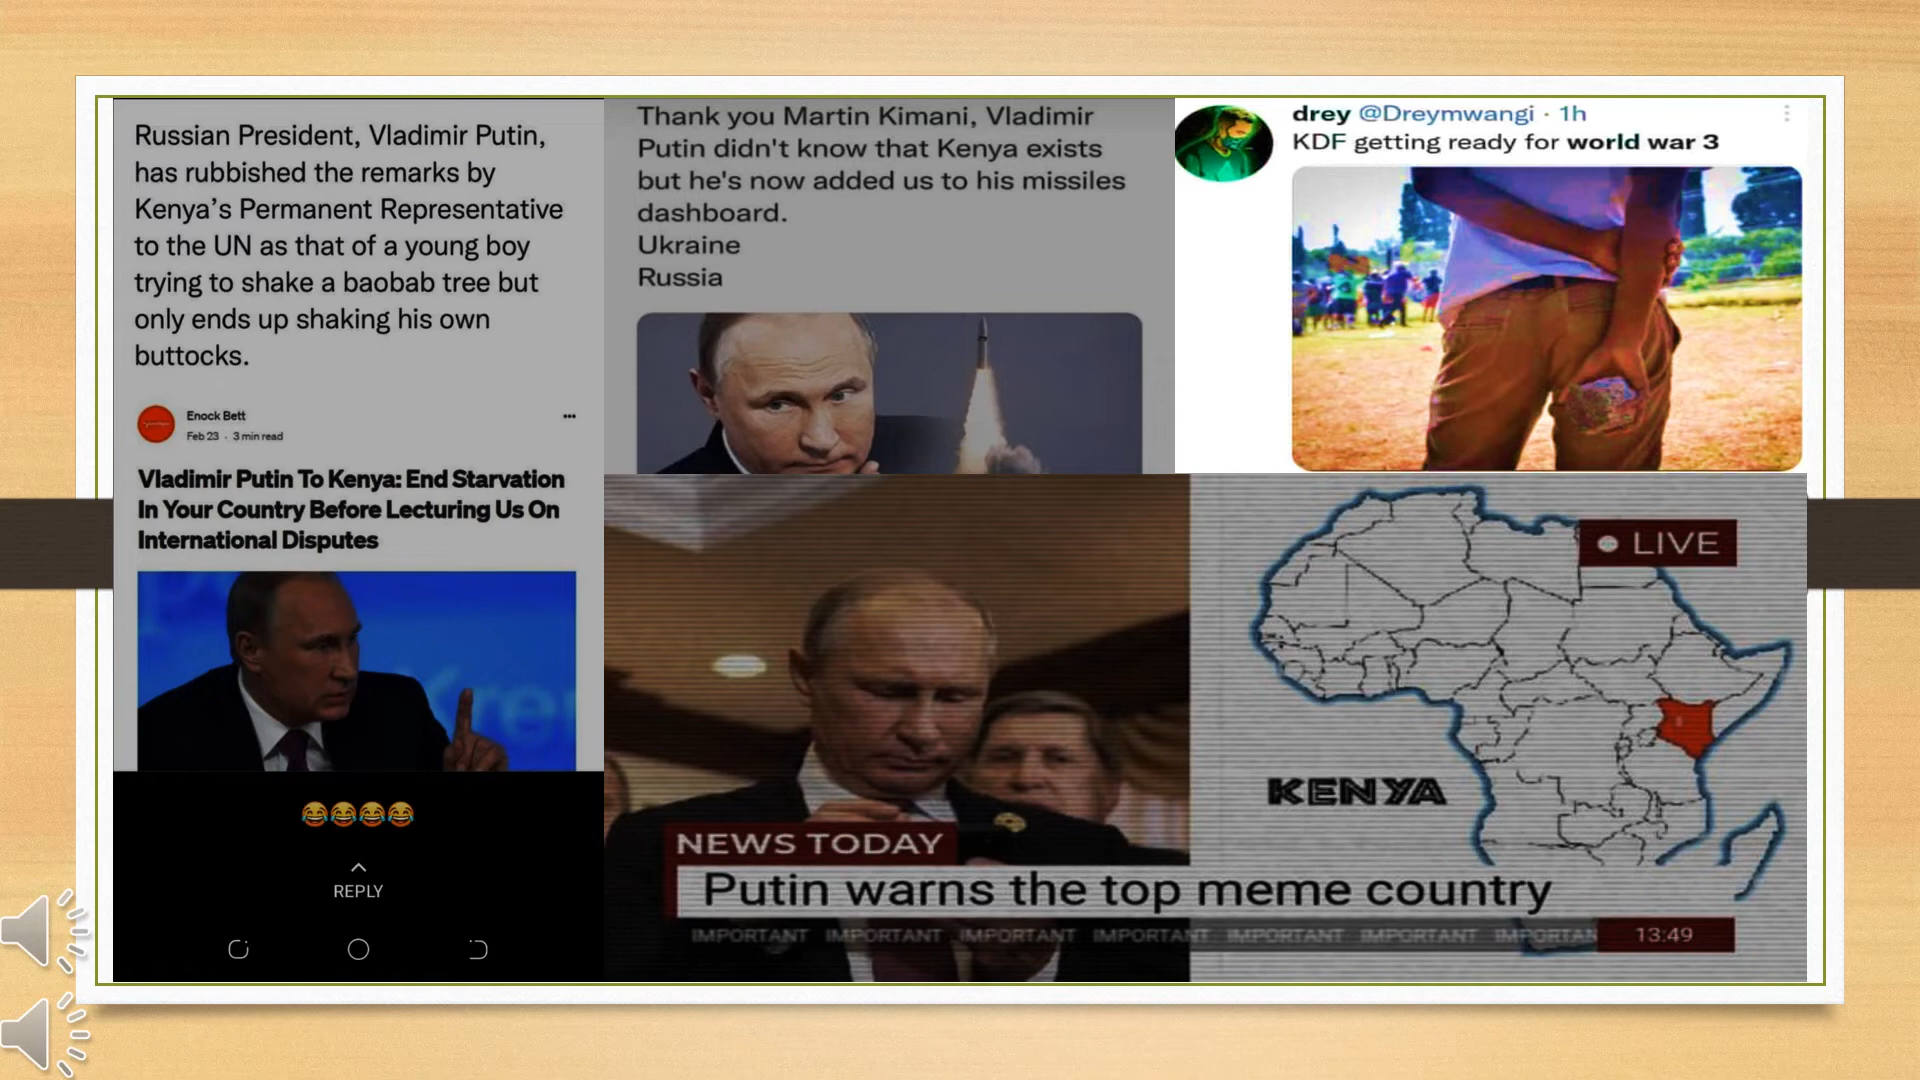 Russian President, Vladimir Putin,
has rubbished the remarks by
Kenya’s Permanent Representative
to the UN as that of a young boy
trying to shake a baobab tree but
only ends up shaking his own
buttocks.
Enock Bett
Feb 23 · 3 min read
Vladimir Putin To Kenya: End Starvation
In Your Country Before Lecturing Us On
International Disputes
Kre
😂😂😂😂
REPLY
Thank you Martin Kimani, Vladimir
Putin didn't know that Kenya exists
but he's now added us to his missiles
dashboard.
Ukraine
Russia
drey @Dreymwangi · 1h
KDF getting ready for world war 3
LIVE
KENYA
NEWS TODAY
Putin warns the top meme country
IMPORTANT IMPORTANT IMPORTANT IMPORTANT IMPORTANT IMPORTANT IMPORTAN
13:49